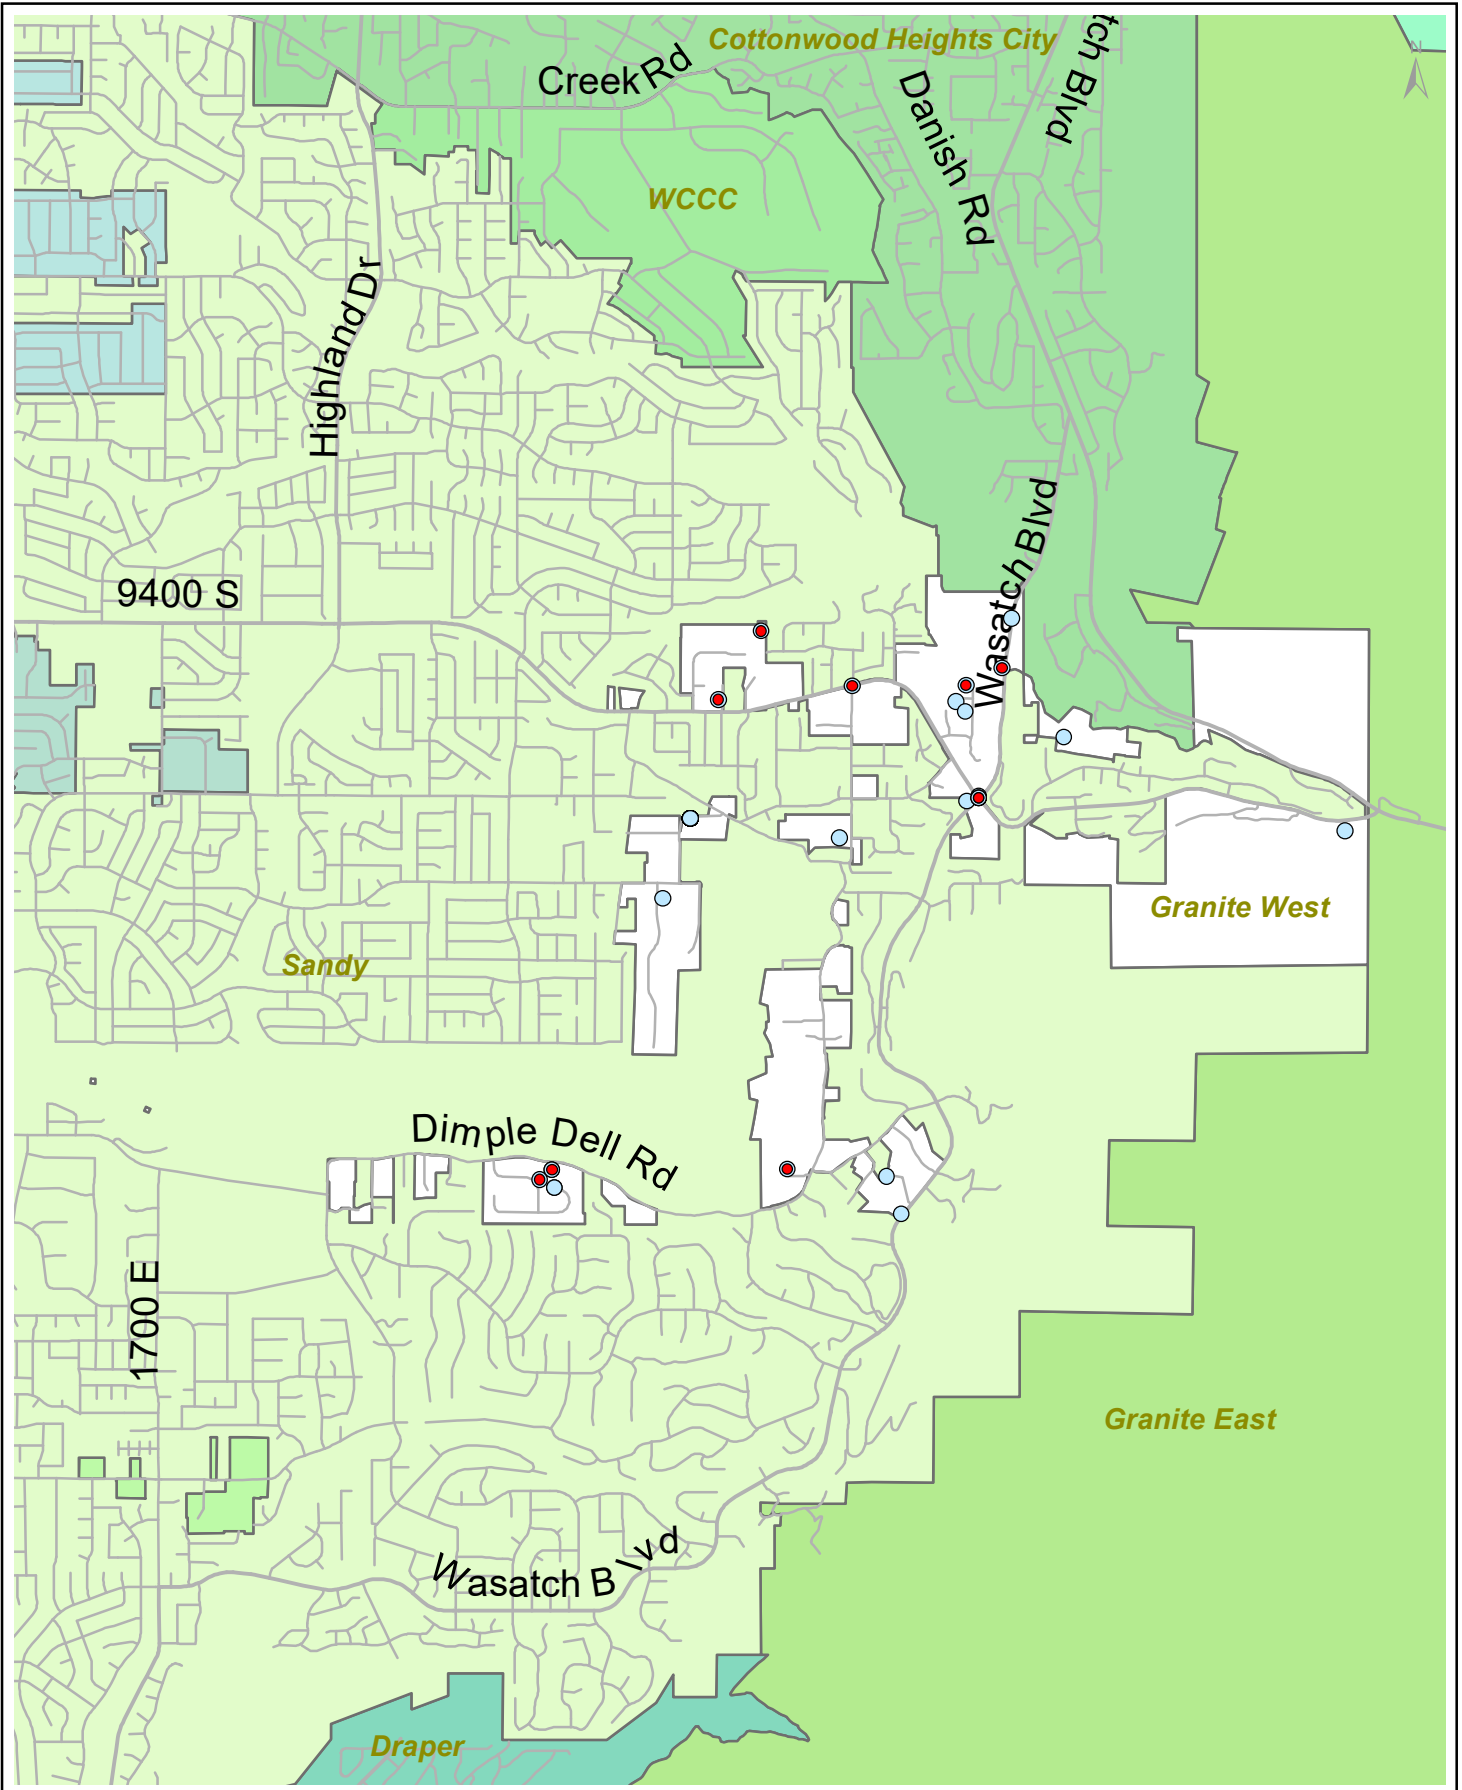 Cottonwood Heights City
tch Blvd
N
Creek Rd
Danish Rd
WCCC
Highland Dr
Wasatch Blvd
9400 S
Granite West
Sandy
Dimple Dell Rd
1700 E
Granite East
Wasatch Blvd
Draper